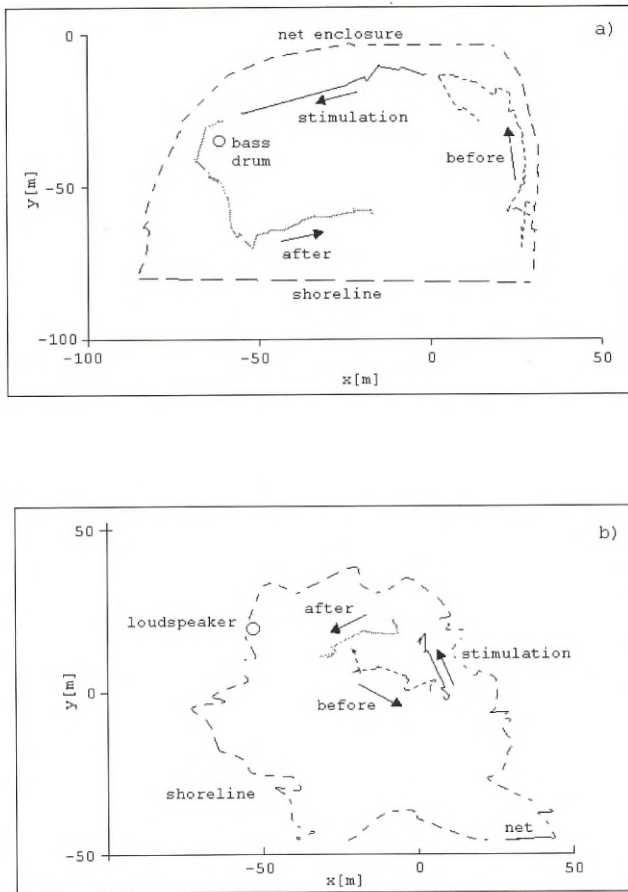 a)
net enclosure
0
stimulation
bass
drum
before
y[m]
-50
after
shoreline
-100
-100
-50
0
50
x[m]
b)
50
after
loudspeaker
stimulation
y[m]
0
before
shoreline
net
-50
-50
0
50
x[m]